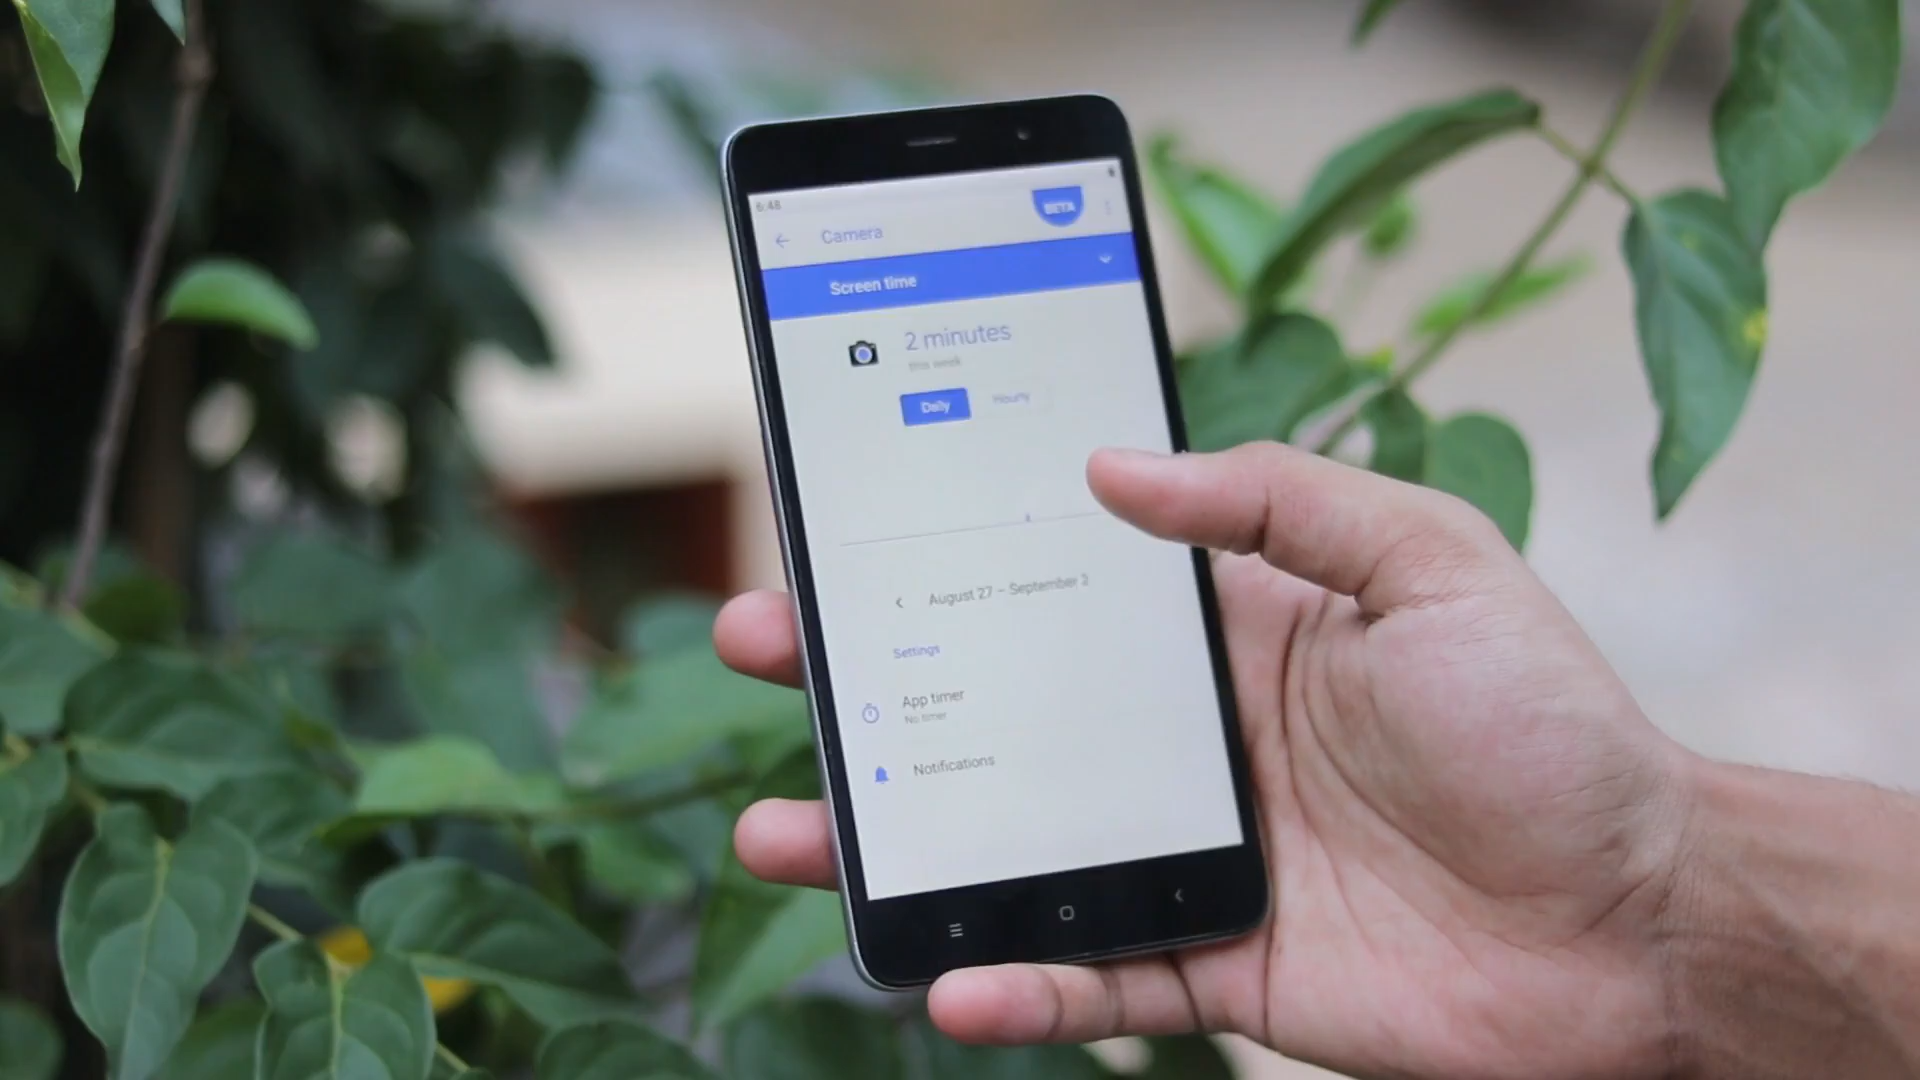 6:48
Camera
BETA
Screen time
2 minutes
this week
Daily
Hourly
August 27 – September 2
Settings
App timer
No timer
Notifications